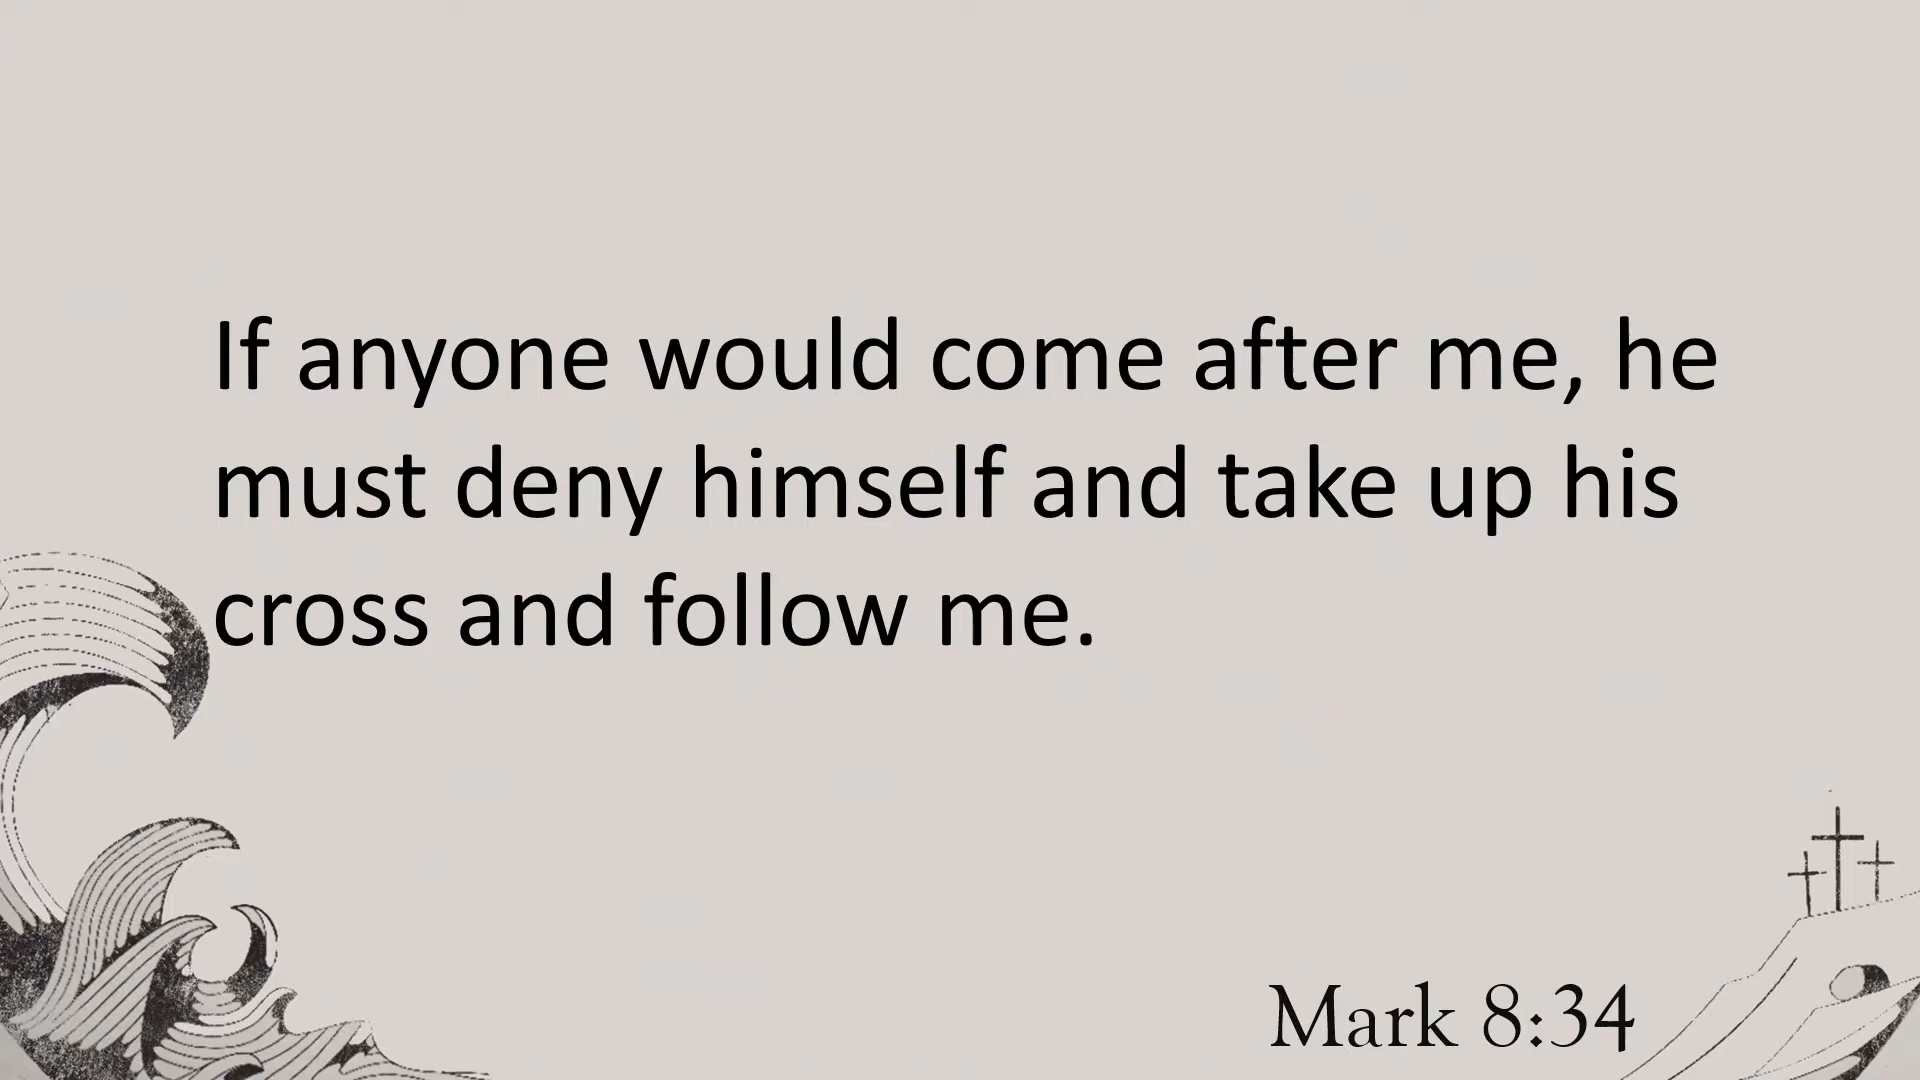 If anyone would come after me, he
must deny himself and take up his
cross and follow me.
Mark 8:34